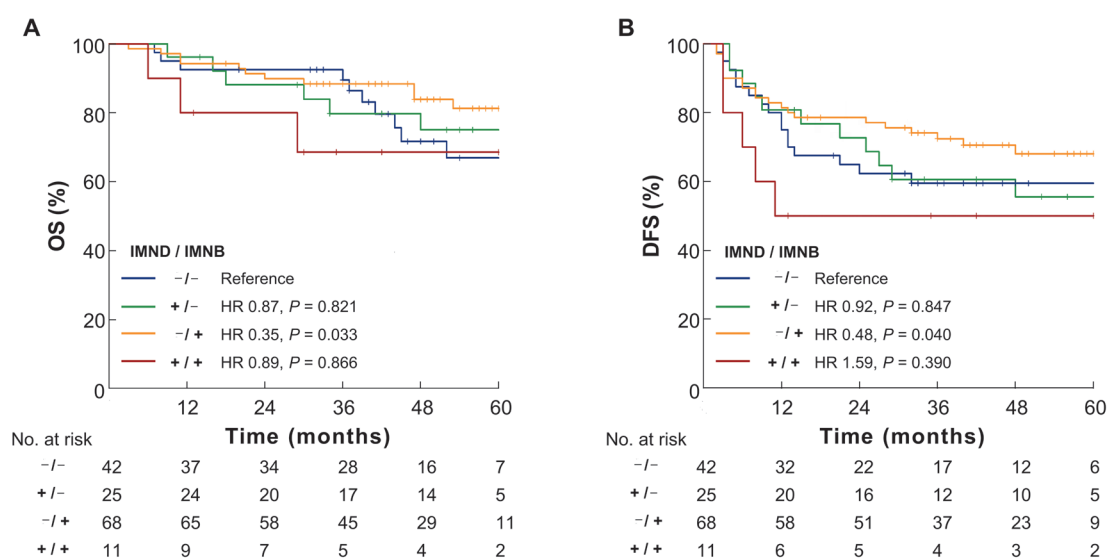 A
100
80
60
40
20
0
OS (%)
IMND / IMNB
−/− Reference
+/− HR 0.87, P = 0.821
−/+ HR 0.35, P = 0.033
+/+ HR 0.89, P = 0.866
12 24 36 48 60
Time (months)
No. at risk
−/− 42 37 34 28 16 7
+/− 25 24 20 17 14 5
−/+ 68 65 58 45 29 11
+/+ 11 9 7 5 4 2
B
100
80
60
40
20
0
DFS (%)
IMND / IMNB
−/− Reference
+/− HR 0.92, P = 0.847
−/+ HR 0.48, P = 0.040
+/+ HR 1.59, P = 0.390
12 24 36 48 60
Time (months)
No. at risk
−/− 42 32 22 17 12 6
+/− 25 20 16 12 10 5
−/+ 68 58 51 37 23 9
+/+ 11 6 5 4 3 2